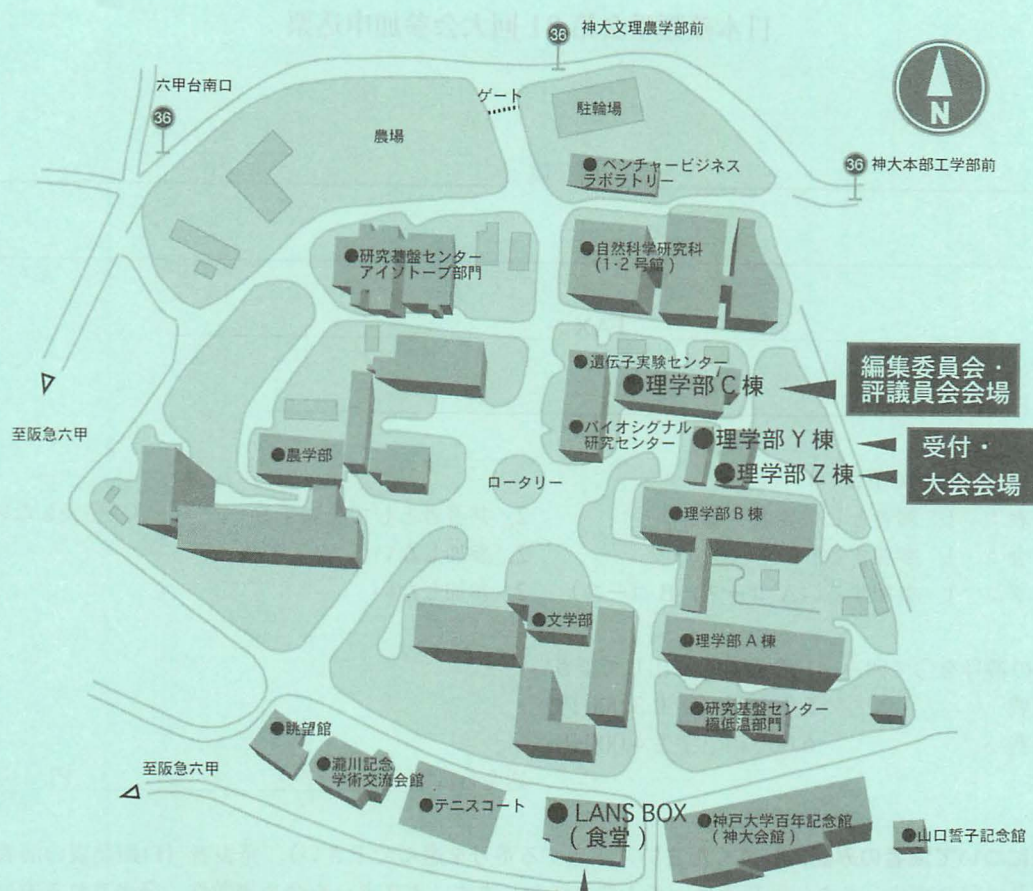 神大文理農学部前
36
六甲台南口
36
ゲート
駐輪場
農場
N
36
神大本部工学部前
ベンチャービジネス
ラボラトリー
研究基盤センター
アイソトープ部門
自然科学研究科
(1·2号館)
遺伝子実験センター
理学部C棟
編集委員会・
評議員会会場
至阪急六甲
バイオシグナル
研究センター
理学部Y棟
受付・
大会会場
農学部
ロータリー
理学部Z棟
理学部B棟
文学部
理学部A棟
研究基盤センター
極低温部門
眺望館
至阪急六甲
瀧川記念
学術交流会館
テニスコート
LANS BOX
(食堂)
神戸大学百年記念館
(神大会館)
山口誓子記念館